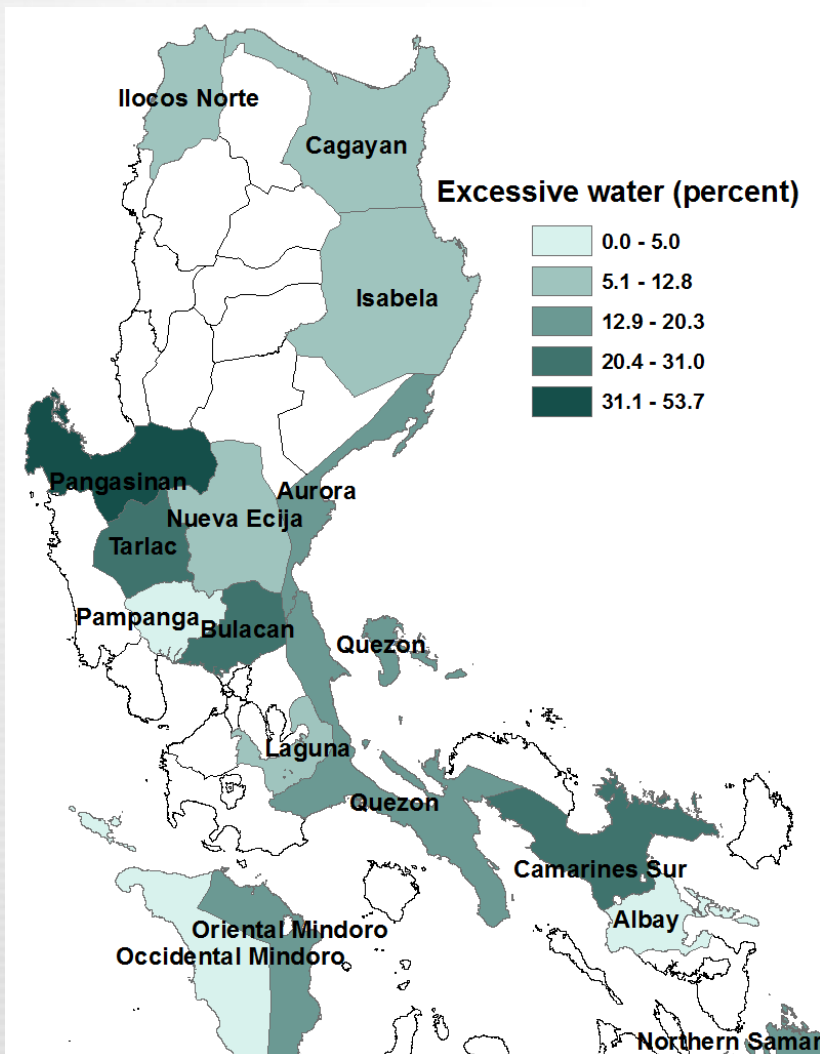 Ilocos Norte
Cagayan
Excessive water (percent)
0.0 - 5.0
5.1 - 12.8
12.9 - 20.3
20.4 - 31.0
31.1 - 53.7
Isabela
Pangasinan
Aurora
Nueva Ecija
Tarlac
Pampanga
Bulacan
Quezon
Laguna
Quezon
Camarines Sur
Albay
Oriental Mindoro
Occidental Mindoro
Northern Samar